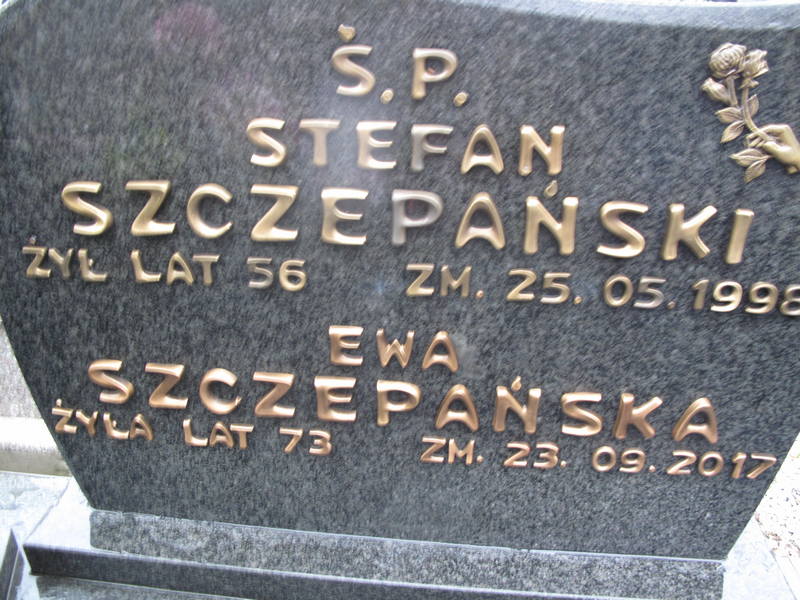 Ś.P.
STEFAN
SZCZEPAŃSKI
ŻYŁ LAT 56 ZM. 25.05.1998
EWA
SZCZEPAŃSKA
ŻYŁA LAT 73 ZM. 23.09.2017